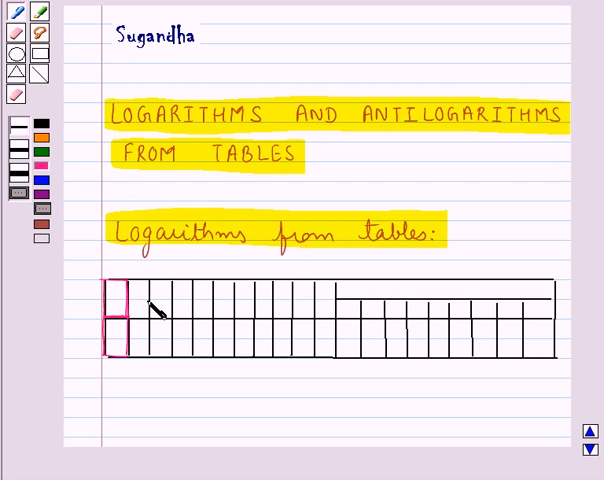 Sugandha
LOGARITHMS AND ANTILOGARITHMS
FROM TABLES
Logarithms from tables: